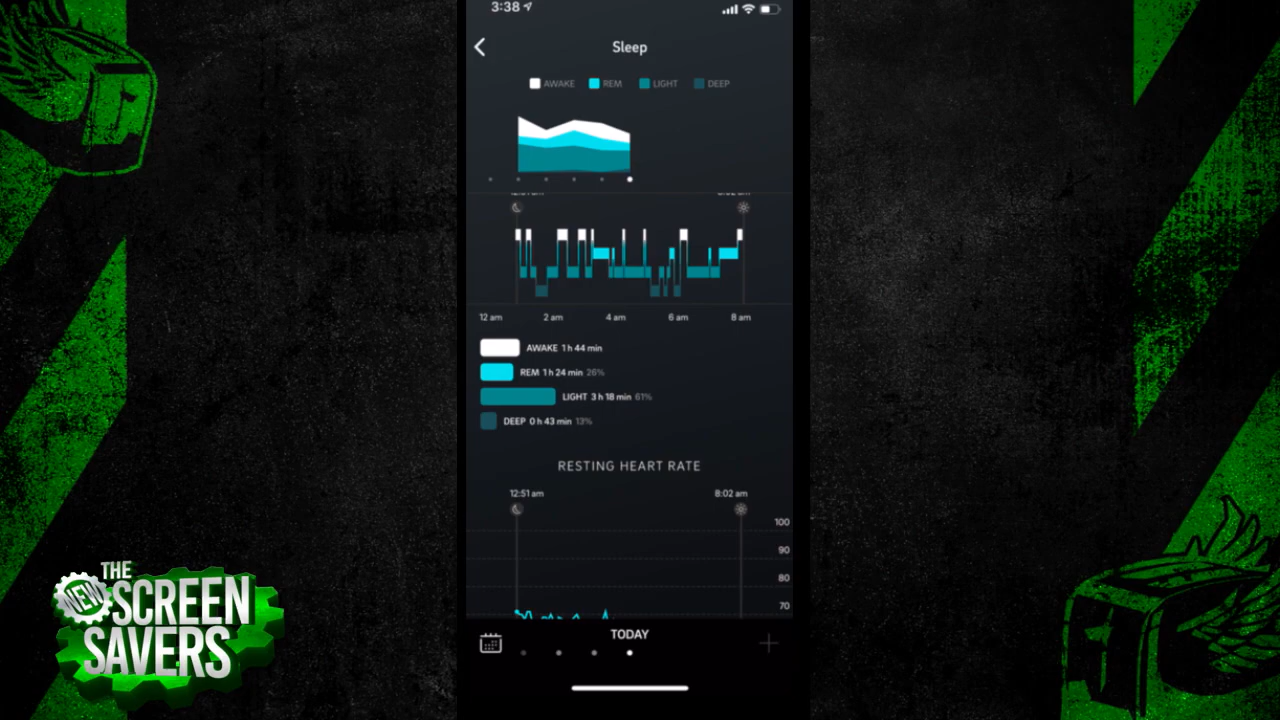 3:38
Sleep
AWAKE REM LIGHT DEEP
12 am 2 am 4 am 6 am 8 am
AWAKE 1 h 44 min
REM 1 h 24 min 26%
LIGHT 3 h 18 min 61%
DEEP 0 h 43 min 13%
RESTING HEART RATE
12:51 am 8:02 am
100
90
80
70
TODAY
THE
NEW
SCREEN
SAVERS